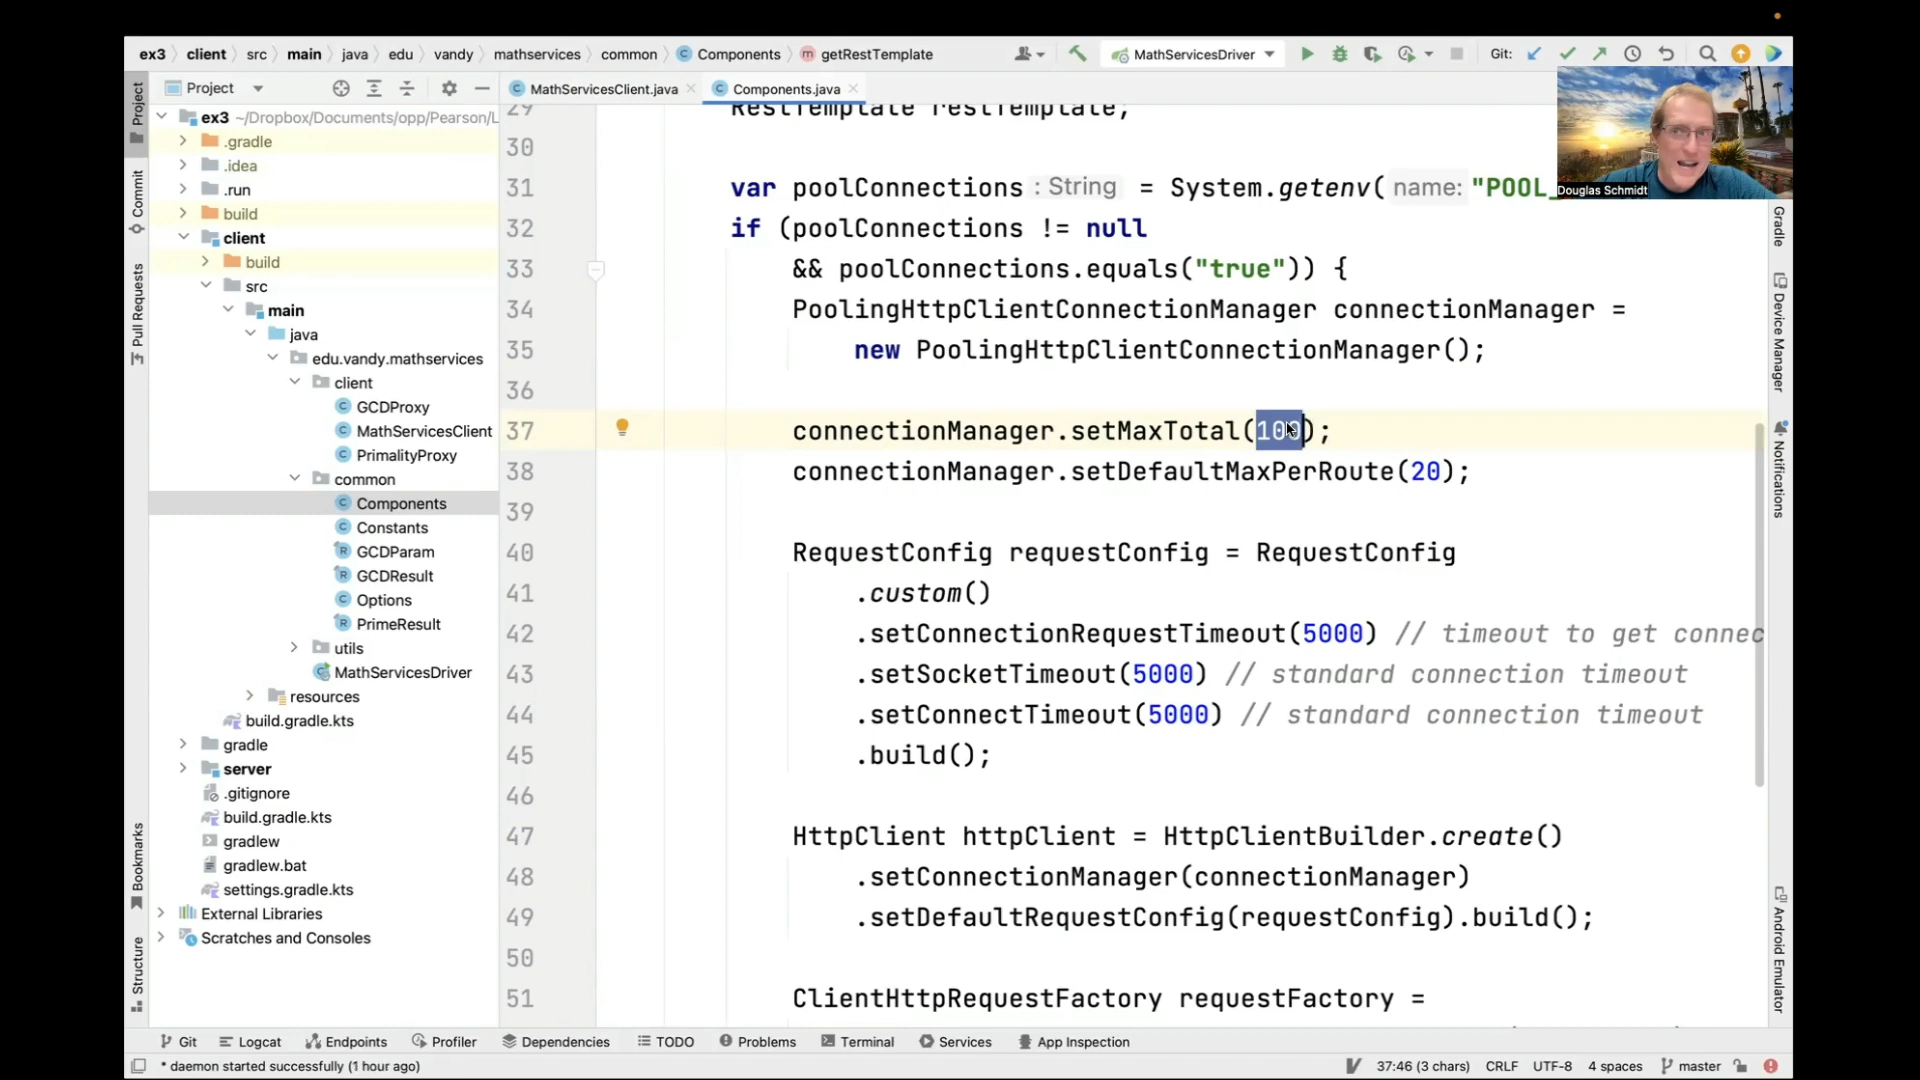 ex3 client src main java edu vandy mathservices common Components getRestTemplate MathServicesDriver Git:
Project MathServicesClient.java Components.java
Douglas Schmidt
Project
Commit
Pull Requests
Bookmarks
Structure
ex3 ~/Dropbox/Documents/opp/Pearson/L
.gradle
.idea
.run
build
client
build
src
main
java
edu.vandy.mathservices
client
GCDProxy
MathServicesClient
PrimalityProxy
common
Components
Constants
GCDParam
GCDResult
Options
PrimeResult
utils
MathServicesDriver
resources
build.gradle.kts
gradle
server
.gitignore
build.gradle.kts
gradlew
gradlew.bat
settings.gradle.kts
External Libraries
Scratches and Consoles
29 RestTemplate restTemplate;
30
31 var poolConnections : String = System.getenv( name: "POOL_
32 if (poolConnections != null
33 && poolConnections.equals("true")) {
34 PoolingHttpClientConnectionManager connectionManager =
35 new PoolingHttpClientConnectionManager();
36
37 connectionManager.setMaxTotal(100);
38 connectionManager.setDefaultMaxPerRoute(20);
39
40 RequestConfig requestConfig = RequestConfig
41 .custom()
42 .setConnectionRequestTimeout(5000) // timeout to get connec
43 .setSocketTimeout(5000) // standard connection timeout
44 .setConnectTimeout(5000) // standard connection timeout
45 .build();
46
47 HttpClient httpClient = HttpClientBuilder.create()
48 .setConnectionManager(connectionManager)
49 .setDefaultRequestConfig(requestConfig).build();
50
51 ClientHttpRequestFactory requestFactory =
Gradle
Device Manager
Notifications
Android Emulator
Git Logcat Endpoints Profiler Dependencies TODO Problems Terminal Services App Inspection
* daemon started successfully (1 hour ago) 37:46 (3 chars) CRLF UTF-8 4 spaces master